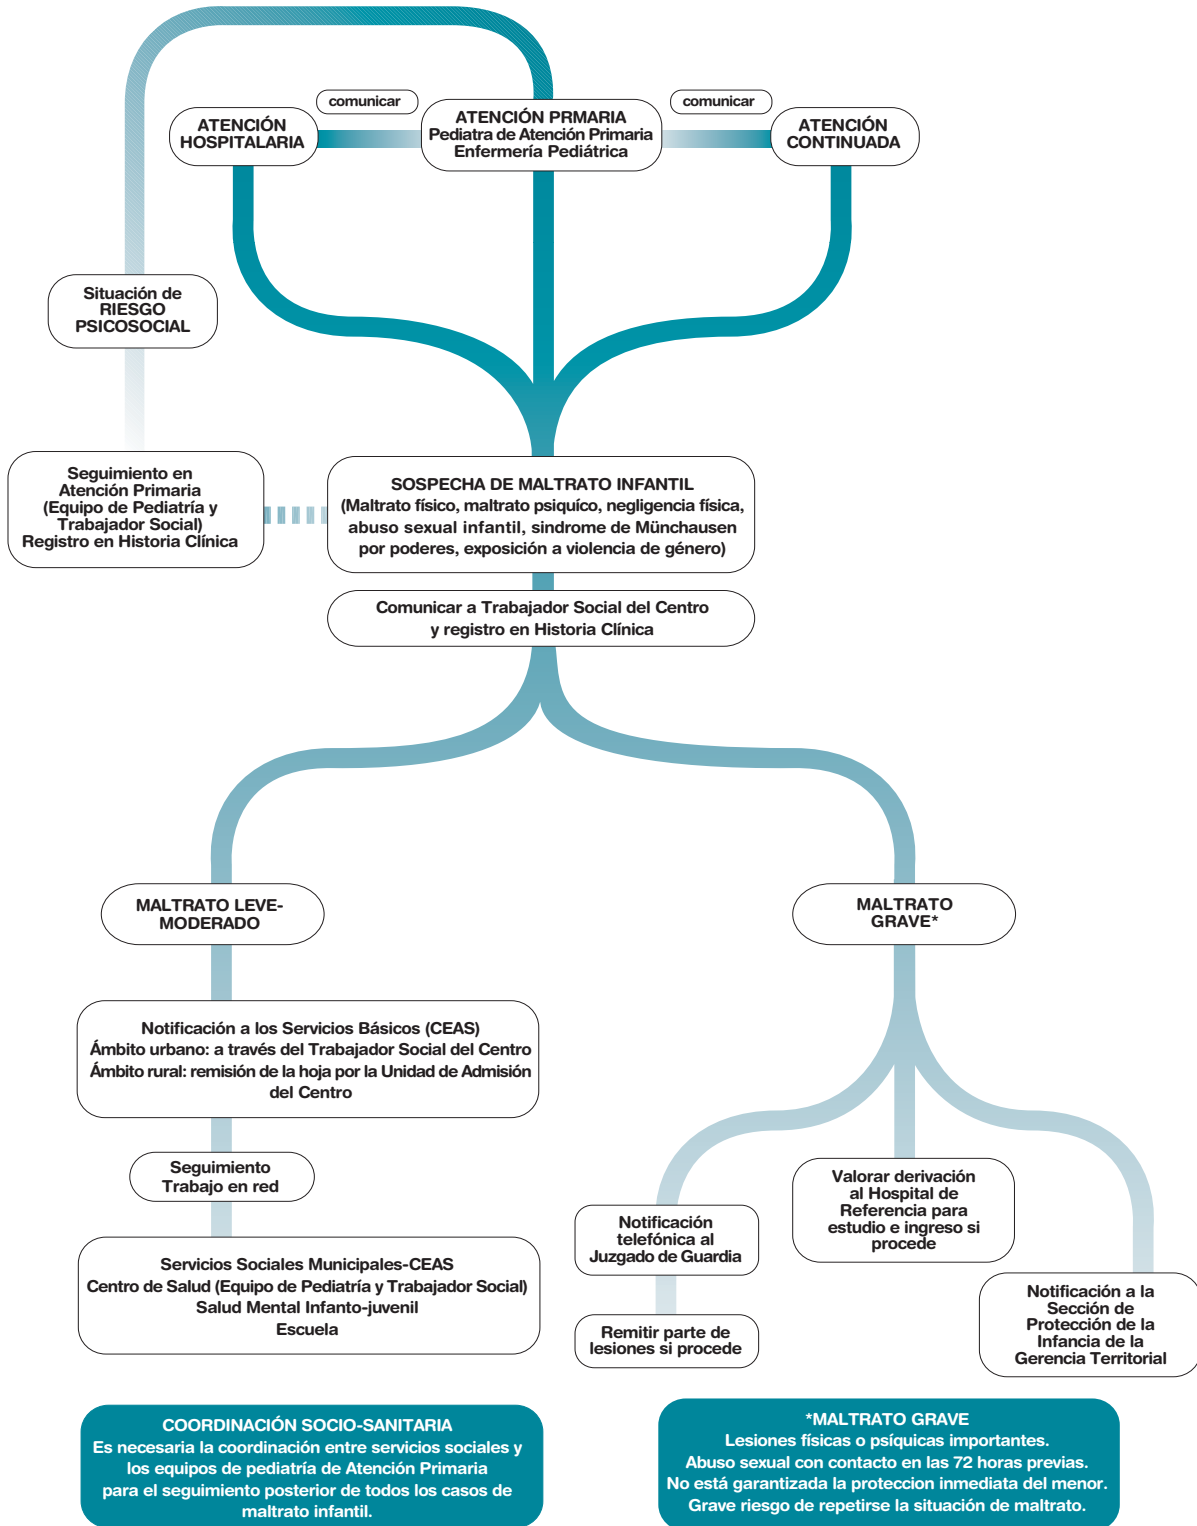 comunicar
comunicar
ATENCIÓN
HOSPITALARIA
ATENCIÓN PRMARIA
Pediatra de Atención Primaria
Enfermería Pediátrica
ATENCIÓN
CONTINUADA
Situación de
RIESGO
PSICOSOCIAL
Seguimiento en
Atención Primaria
(Equipo de Pediatría y
Trabajador Social)
Registro en Historia Clínica
SOSPECHA DE MALTRATO INFANTIL
(Maltrato físico, maltrato psiquíco, negligencia física,
abuso sexual infantil, sindrome de Münchausen
por poderes, exposición a violencia de género)
Comunicar a Trabajador Social del Centro
y registro en Historia Clínica
MALTRATO LEVE-
MODERADO
MALTRATO
GRAVE*
Notificación a los Servicios Básicos (CEAS)
Ámbito urbano: a través del Trabajador Social del Centro
Ámbito rural: remisión de la hoja por la Unidad de Admisión
del Centro
Seguimiento
Trabajo en red
Servicios Sociales Municipales-CEAS
Centro de Salud (Equipo de Pediatría y Trabajador Social)
Salud Mental Infanto-juvenil
Escuela
Notificación
telefónica al
Juzgado de Guardia
Remitir parte de
lesiones si procede
Valorar derivación
al Hospital de
Referencia para
estudio e ingreso si
procede
Notificación a la
Sección de
Protección de la
Infancia de la
Gerencia Territorial
COORDINACIÓN SOCIO-SANITARIA
Es necesaria la coordinación entre servicios sociales y
los equipos de pediatría de Atención Primaria
para el seguimiento posterior de todos los casos de
maltrato infantil.
*MALTRATO GRAVE
Lesiones físicas o psíquicas importantes.
Abuso sexual con contacto en las 72 horas previas.
No está garantizada la proteccion inmediata del menor.
Grave riesgo de repetirse la situación de maltrato.